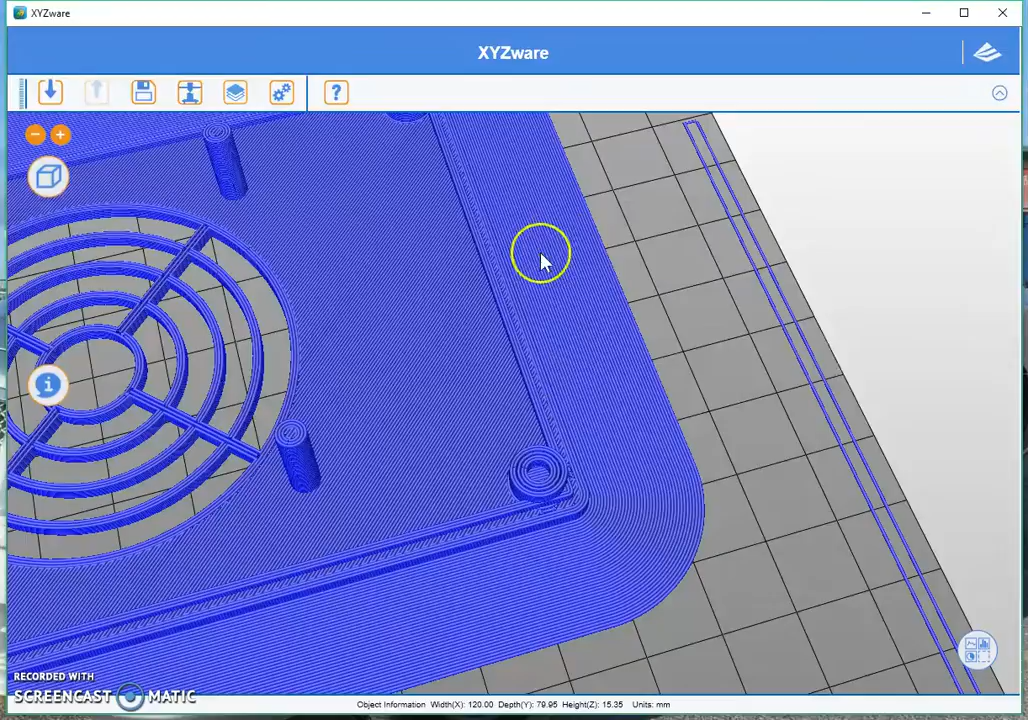 XYZware
XYZware
RECORDED WITH
SCREENCAST MATIC
Object Information Width(X): 120.00 Depth(Y): 79.95 Height(Z): 15.35 Units: mm